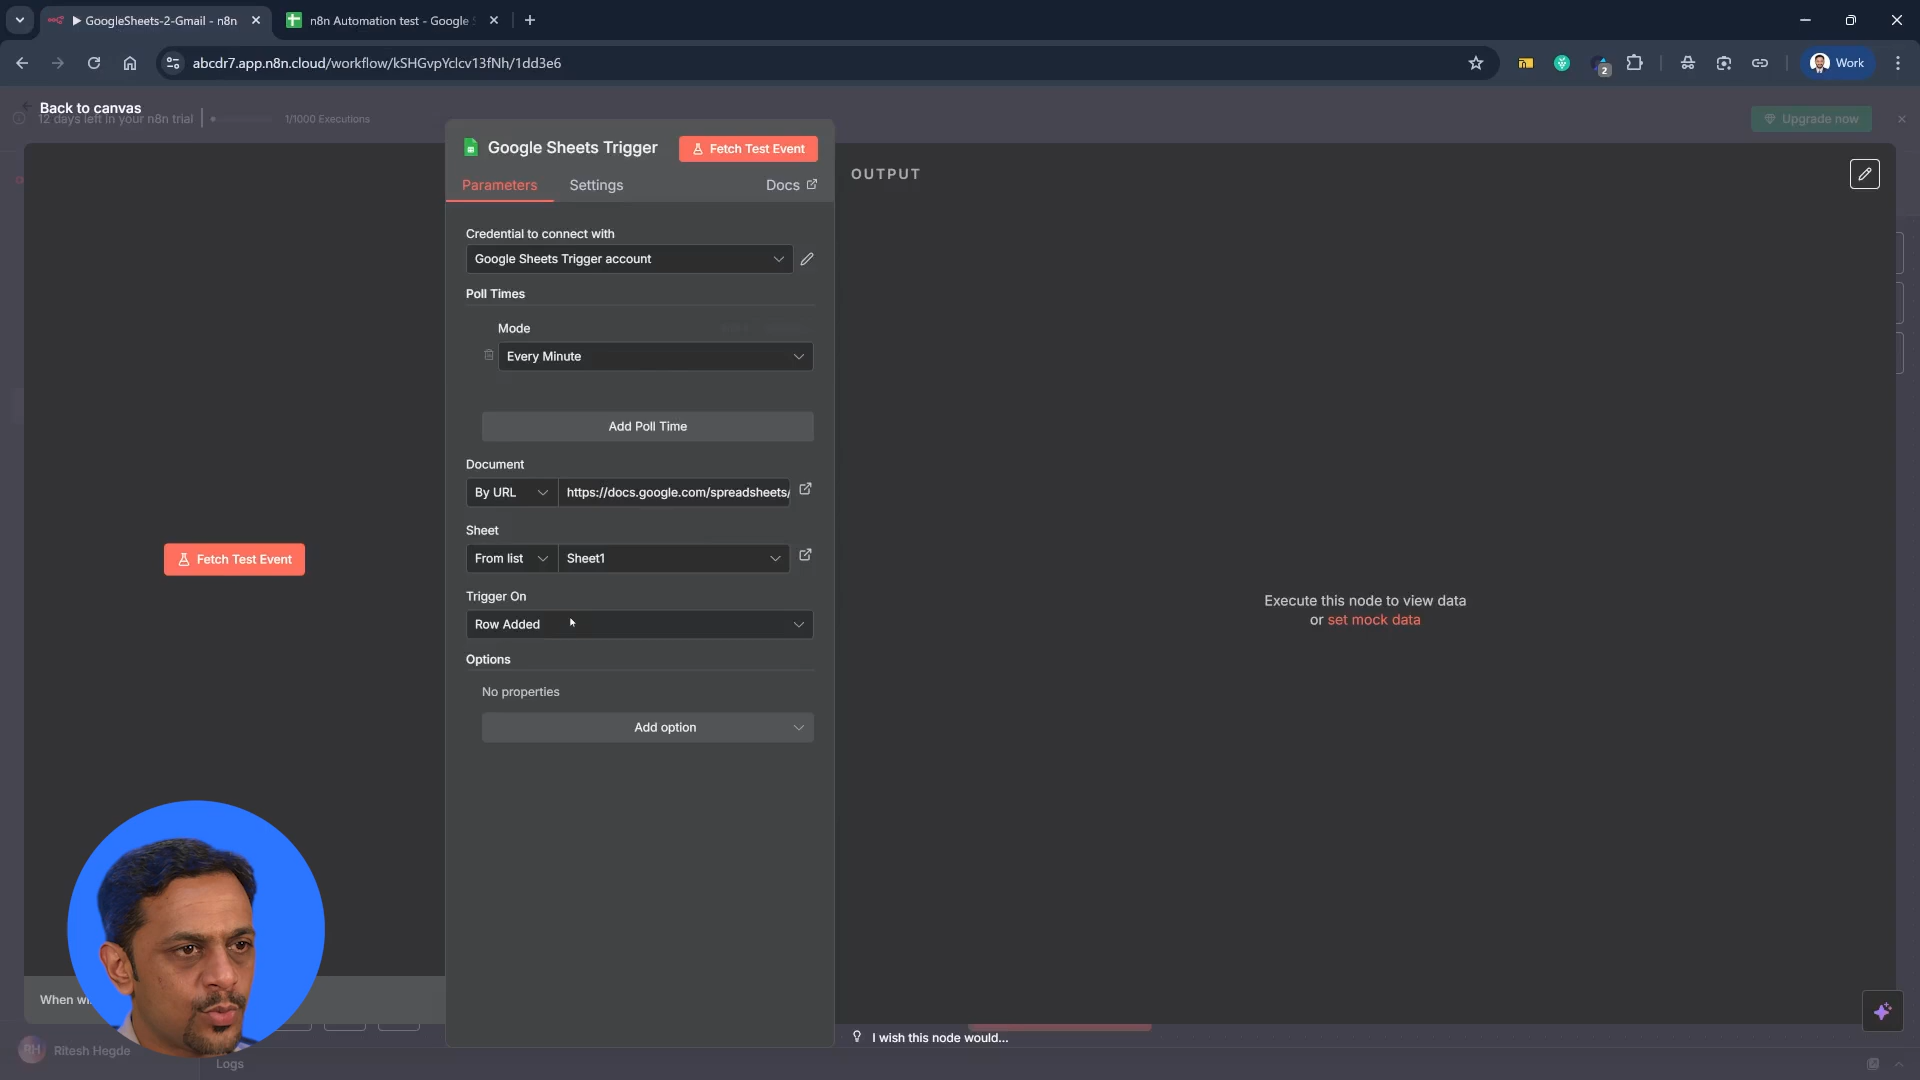 GoogleSheets-2-Gmail - n8n
n8n Automation test - Google
abcdr7.app.n8n.cloud/workflow/kSHGvpYclcv13fNh/1dd3e6
2
Work
Back to canvas
12 days left in your n8n trial
1/1000 Executions
Upgrade now
Google Sheets Trigger
Fetch Test Event
Parameters
Settings
Docs
OUTPUT
Credential to connect with
Google Sheets Trigger account
Poll Times
Mode
Every Minute
Add Poll Time
Document
By URL
https://docs.google.com/spreadsheets/
Sheet
From list
Sheet1
Fetch Test Event
Trigger On
Row Added
Execute this node to view data
or set mock data
Options
No properties
Add option
When
I wish this node would...
RH
Ritesh Hegde
Logs